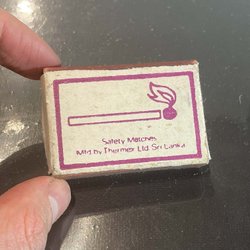 Safety Matches
Mfd.by Thermer Ltd Sri Lanka